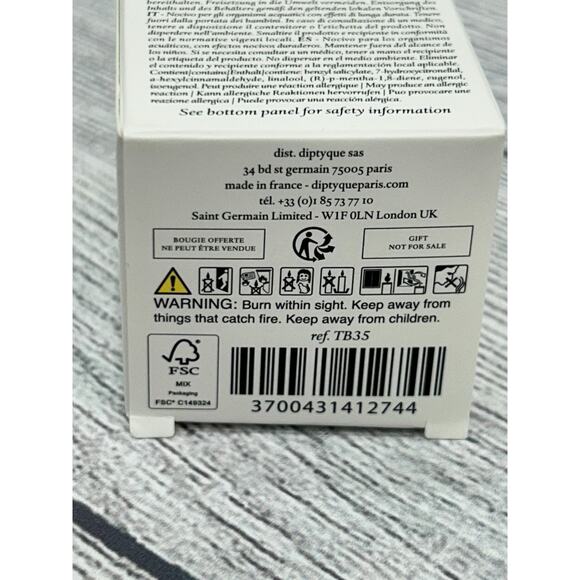 bereithalten. Freisetzung in die Umwelt vermeiden. Entsorgung des
Inhalts und des Behälters gemäß den geltenden lokalen Vorschriften.
IT - Nocivo per gli organismi acquatici con effetti di lunga durata. Tenere
fuori dalla portata dei bambini. In caso di consultazione di un medico,
tenere a disposizione il contenitore o l'etichetta del prodotto. Non
disperdere nell'ambiente. Smaltire il prodotto e recipiente in conformità
con le normative vigenti locali. ES - Nocivo para los organismos
acuáticos, con efectos nocivos duraderos. Mantener fuera del alcance de
los niños. Si se necesita consultar a un médico, tener a mano el recipiente
o la etiqueta del producto. No dispersar en el medio ambiente. Eliminar
el contenido y recipiente conforme a la reglamentación local aplicable.
Contient/contains/Enthält/contiene: benzyl salicylate, 7-hydroxycitronellal,
a-hexylcinnamaldehyde, linalool, (R)-p-mentha-1,8-diene, eugenol,
isoeugenol. Peut produire une réaction allergique | May produce an allergic
reaction | Kann allergische Reaktionen hervorrufen | Può provocare una
reazione allergica | Puede provocar una reacción alérgica.
See bottom panel for safety information
dist. diptyque sas
34 bd st germain 75005 paris
made in france - diptyqueparis.com
tél. +33 (0)1 85 73 77 10
Saint Germain Limited - W1F 0LN London UK
BOUGIE OFFERTE
NE PEUT ÊTRE VENDUE
GIFT
NOT FOR SALE
WARNING: Burn within sight. Keep away from
things that catch fire. Keep away from children.
ref. TB35
FSC
MIX
Packaging
FSC® C149324
3700431412744